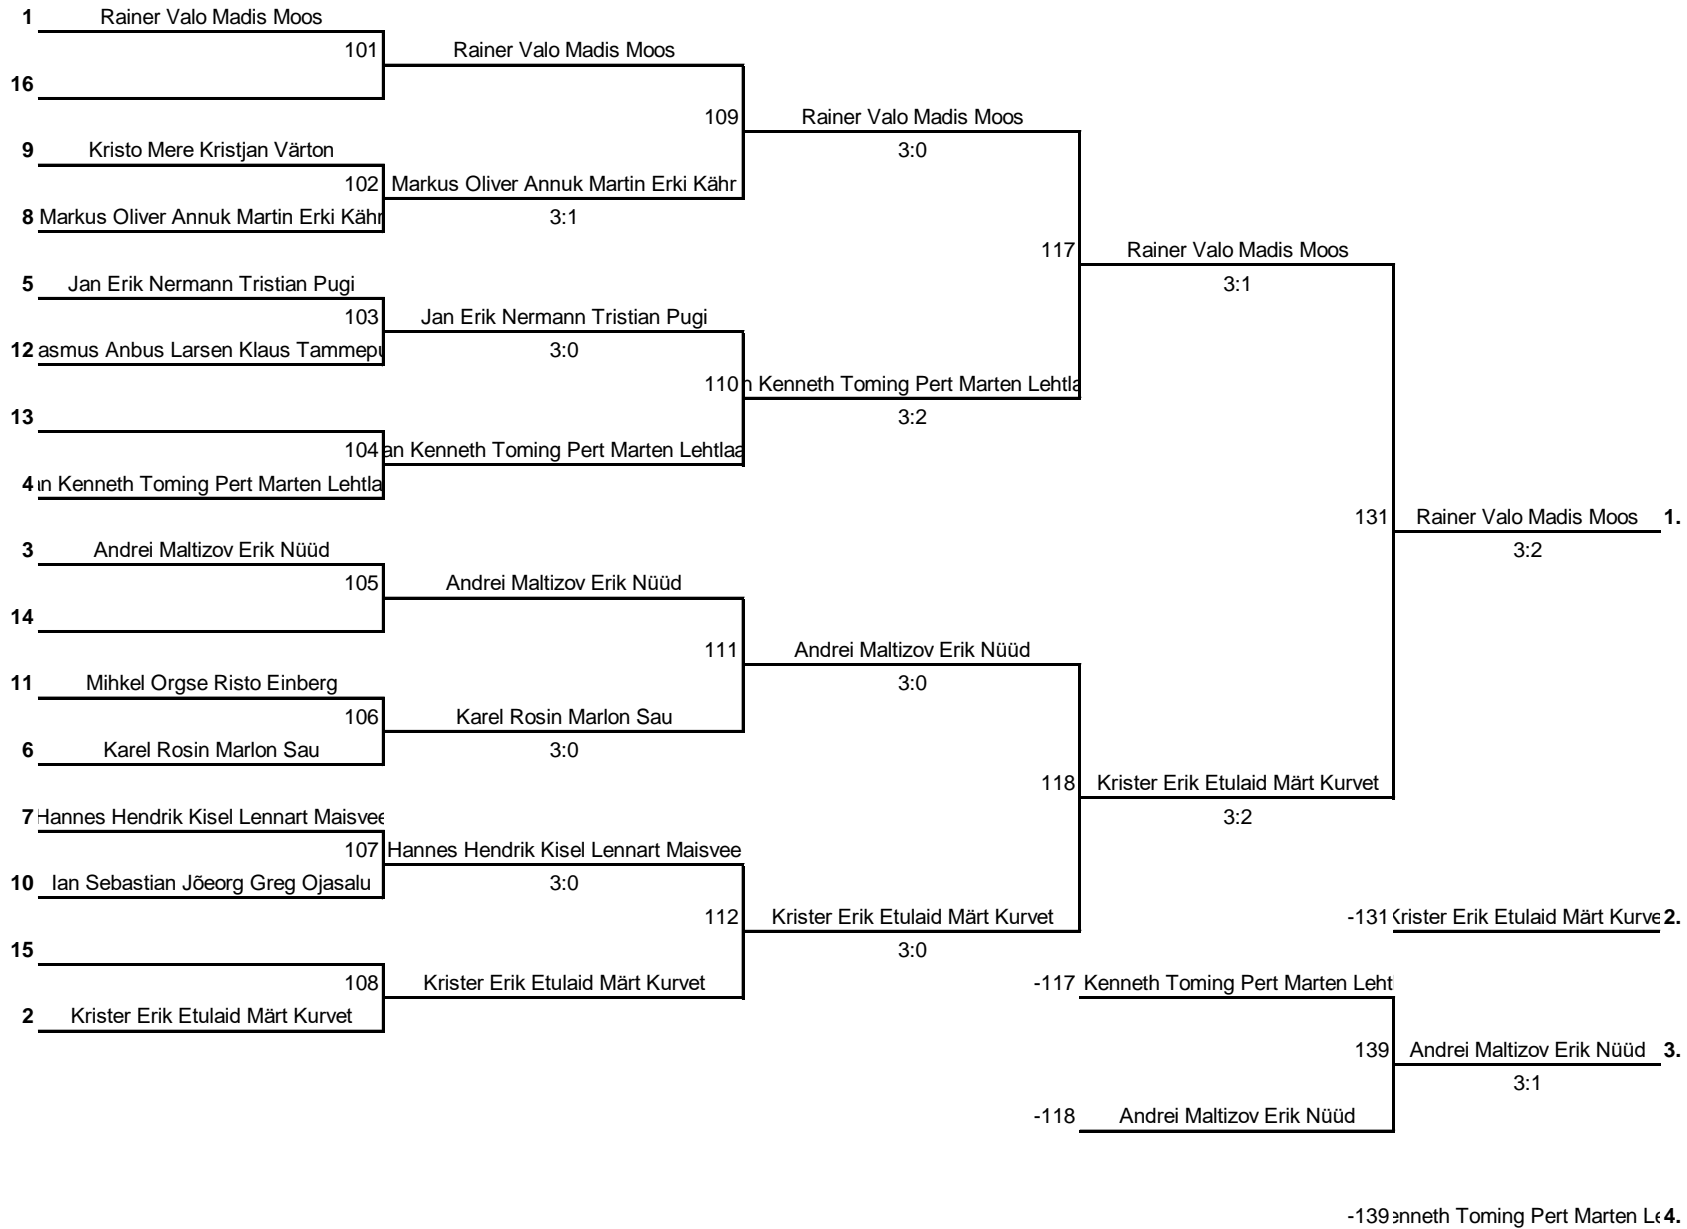 1 Rainer Valo Madis Moos
101 Rainer Valo Madis Moos
16
109 Rainer Valo Madis Moos
9 Kristo Mere Kristjan Värton
3:0
102 Markus Oliver Annuk Martin Erki Kähr
8 Markus Oliver Annuk Martin Erki Kähr
3:1
117 Rainer Valo Madis Moos
5 Jan Erik Nermann Tristian Pugi
3:1
103 Jan Erik Nermann Tristian Pugi
12 asmus Anbus Larsen Klaus Tammepu
3:0
110 n Kenneth Toming Pert Marten Lehtla
13
3:2
104 an Kenneth Toming Pert Marten Lehtlaa
4 an Kenneth Toming Pert Marten Lehtla
131 Rainer Valo Madis Moos 1.
3 Andrei Maltizov Erik Nüüd
3:2
105 Andrei Maltizov Erik Nüüd
14
111 Andrei Maltizov Erik Nüüd
11 Mihkel Orgse Risto Einberg
3:0
106 Karel Rosin Marlon Sau
6 Karel Rosin Marlon Sau
3:0
118 Krister Erik Etulaid Märt Kurvet
7 Hannes Hendrik Kisel Lennart Maisvee
3:2
107 Hannes Hendrik Kisel Lennart Maisvee
10 Ian Sebastian Jõeorg Greg Ojasalu
3:0
112 Krister Erik Etulaid Märt Kurvet
-131 Krister Erik Etulaid Märt Kurve 2.
15
3:0
108 Krister Erik Etulaid Märt Kurvet
-117 Kenneth Toming Pert Marten Leht
2 Krister Erik Etulaid Märt Kurvet
139 Andrei Maltizov Erik Nüüd 3.
3:1
-118 Andrei Maltizov Erik Nüüd
-139 enneth Toming Pert Marten Le 4.